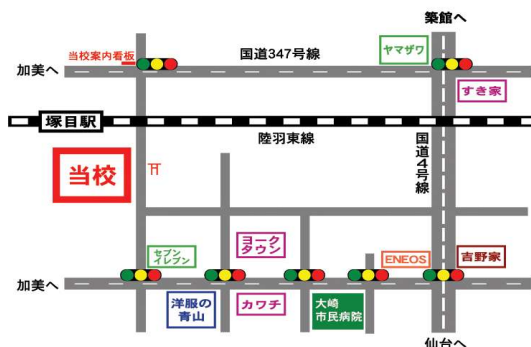 築館へ
当校案内看板
国道347号線
ヤマザワ
加美へ
すき家
塚目駅
陸羽東線
国道4号線
当校
セブン
イレブン
ヨーク
タウン
ENEOS
吉野家
加美へ
洋服の
青山
カワチ
大崎
市民病院
仙台へ